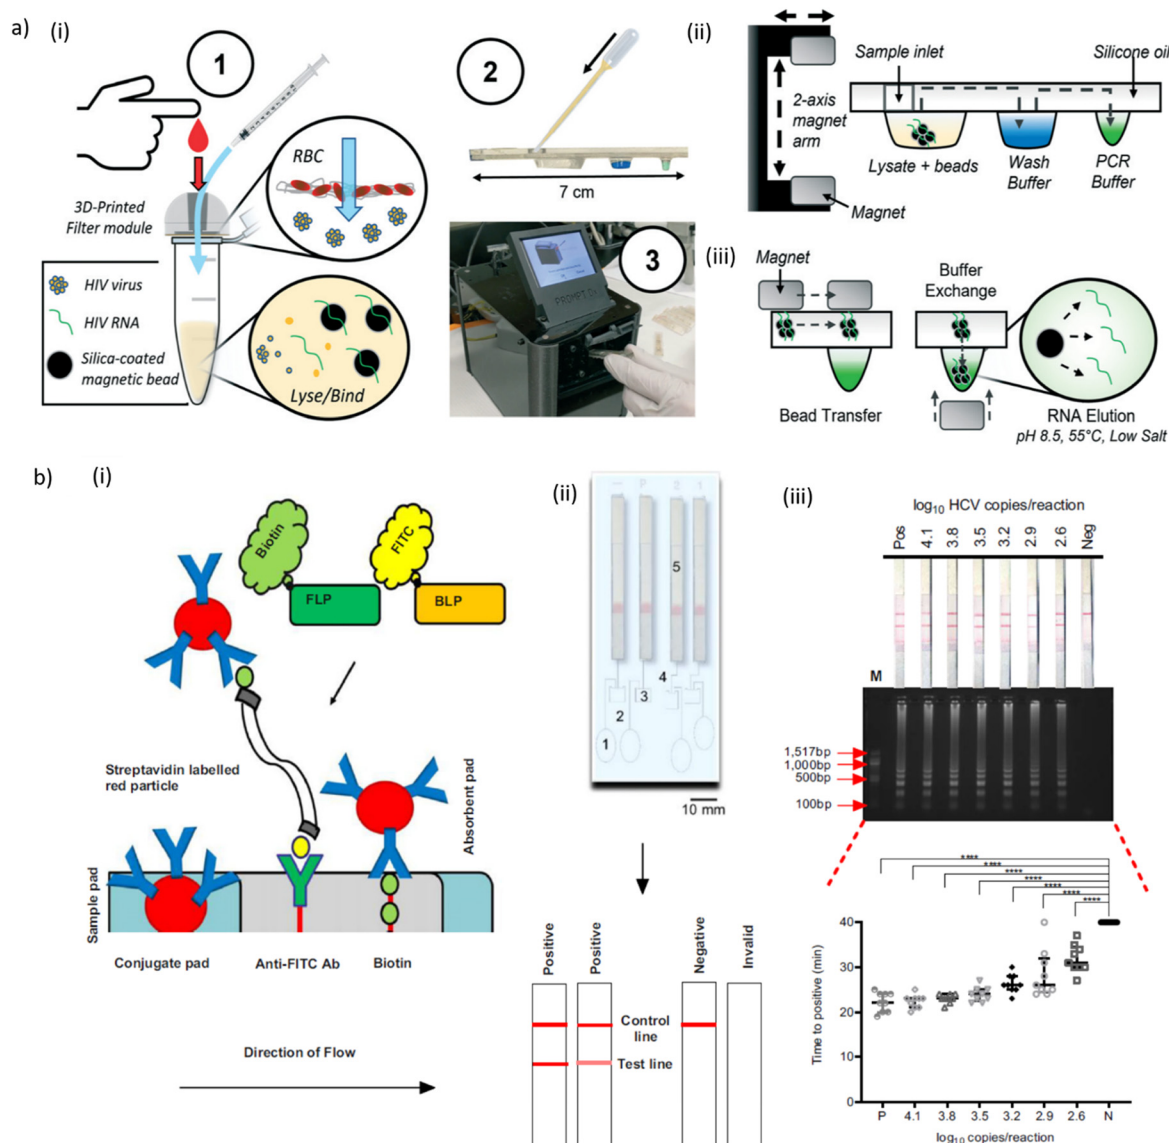 a)
(i)
1
RBC
3D-Printed
Filter module
HIV virus
HIV RNA
Silica-coated
magnetic bead
Lyse/Bind
2
7 cm
3
(ii)
Sample inlet
Silicone oil
2-axis
magnet
arm
Lysate + beads
Wash
Buffer
PCR
Buffer
Magnet
(iii)
Magnet
Buffer
Exchange
Bead Transfer
RNA Elution
pH 8.5, 55°C, Low Salt
b)
(i)
Biotin
FITC
FLP
BLP
Streptavidin labelled
red particle
Absorbent pad
Sample pad
Conjugate pad
Anti-FITC Ab
Biotin
Direction of Flow
(ii)
P
2
1
5
4
3
2
1
10 mm
Positive
Positive
Negative
Invalid
Control
line
Test line
(iii)
log10 HCV copies/reaction
Pos
4.1
3.8
3.5
3.2
2.9
2.6
Neg
M
1,517bp
1,000bp
500bp
100bp
****
****
****
****
****
****
****
Time to positive (min)
40
30
20
10
0
P 4.1 3.8 3.5 3.2 2.9 2.6 N
log10 copies/reaction